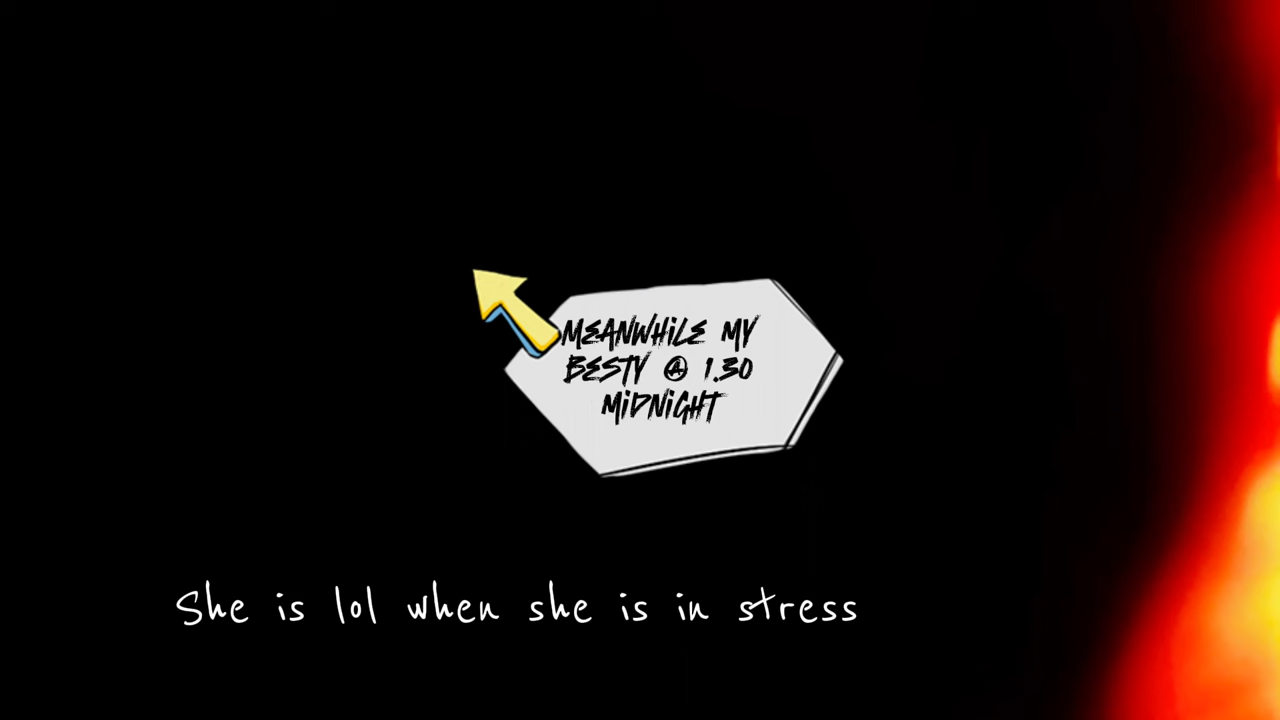 MEANWHiLE MY
BESTY @ 1.30
MiDNiGHT
She is lol when she is in stress